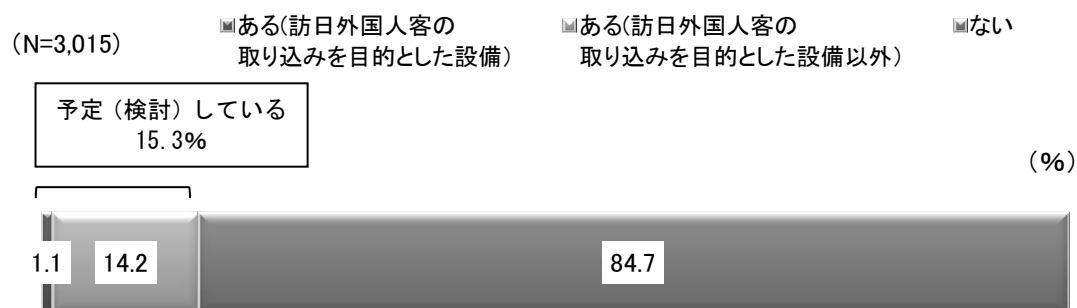 （N=3,015）
ある(訪日外国人客の
取り込みを目的とした設備）
ある(訪日外国人客の
取り込みを目的とした設備以外）
ない
予定（検討）している
15.3%
（%）
1.1
14.2
84.7